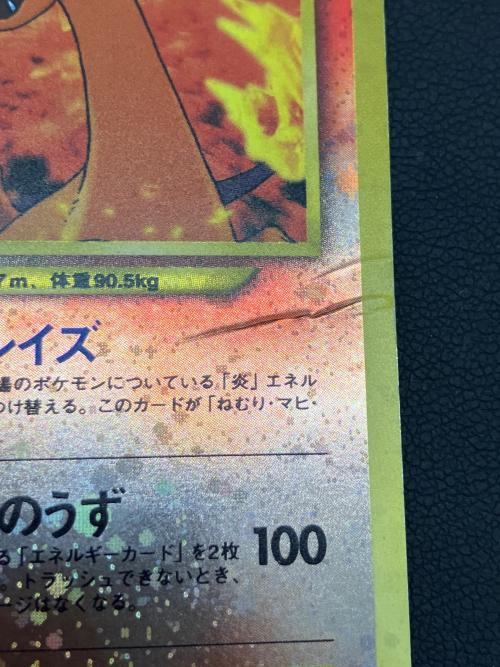 7m、体重90.5kg
レイズ
場のポケモンについている「炎」エネル
つけ替える。このカードが「ねむり・マヒ・
のうず
る「エネルギーカード」を2枚
100
。トラッシュできないとき、
ージはなくなる。